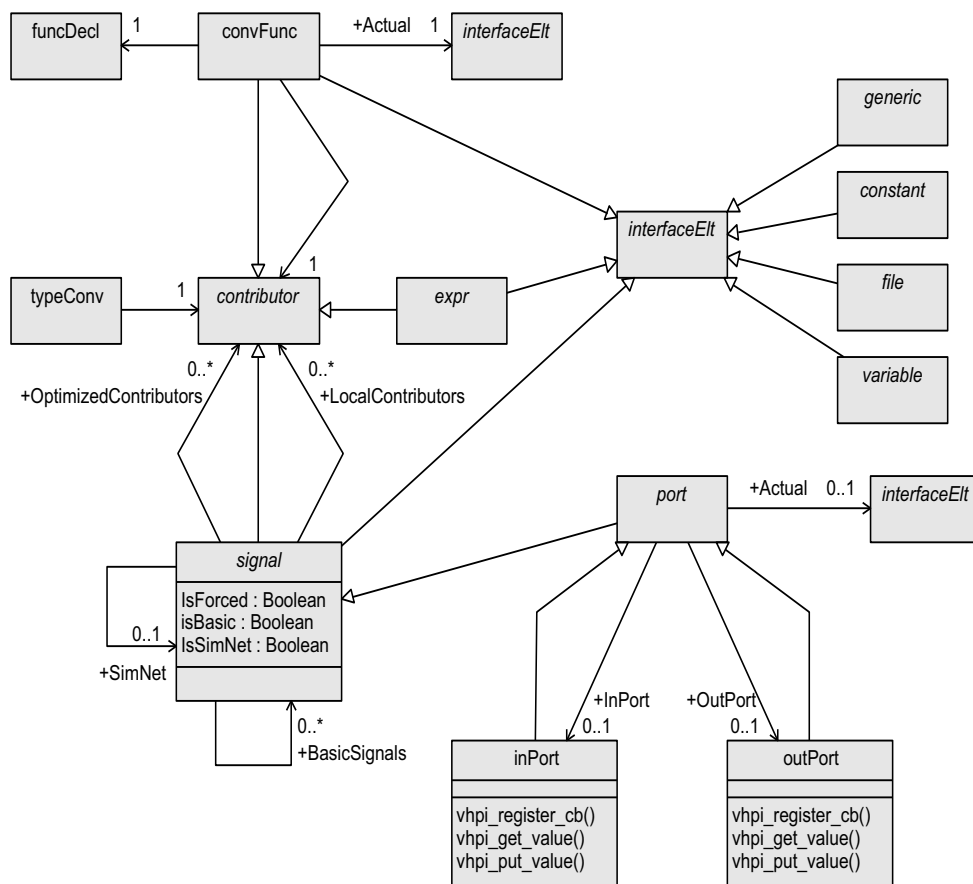 funcDecl
1
convFunc
+Actual
1
interfaceElt
generic
constant
interfaceElt
file
variable
typeConv
1
contributor
1
expr
0..*
0..*
+OptimizedContributors
+LocalContributors
port
+Actual
0..1
interfaceElt
signal
IsForced : Boolean
isBasic : Boolean
IsSimNet : Boolean
0..1
+SimNet
0..*
+BasicSignals
+InPort
0..1
+OutPort
0..1
inPort
vhpi_register_cb()
vhpi_get_value()
vhpi_put_value()
outPort
vhpi_register_cb()
vhpi_get_value()
vhpi_put_value()